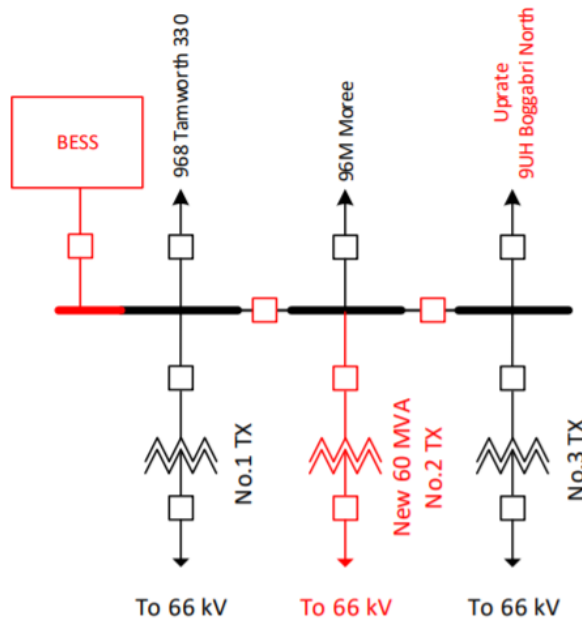 BESS
968 Tamworth 330
96M Moree
Uprate
9UH Boggabri North
No.1 TX
New 60 MVA
No.2 TX
No.3 TX
To 66 kV
To 66 kV
To 66 kV